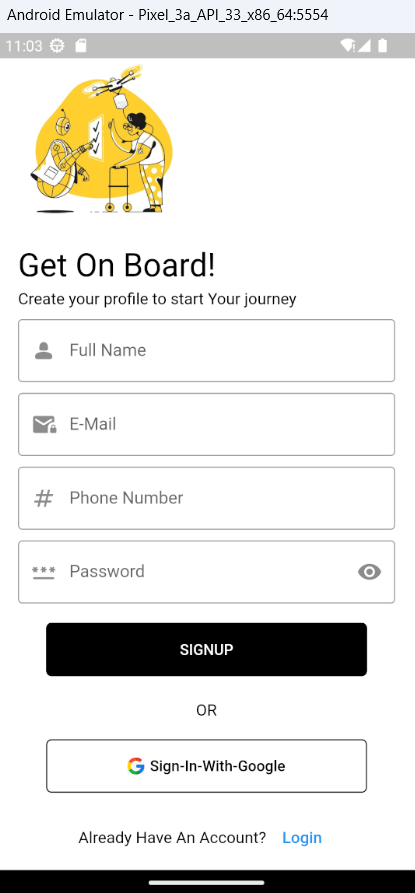 Android Emulator - Pixel_3a_API_33_x86_64:5554
11:03
Get On Board!
Create your profile to start Your journey
Full Name
E-Mail
# Phone Number
*** Password
SIGNUP
OR
G Sign-In-With-Google
Already Have An Account? Login